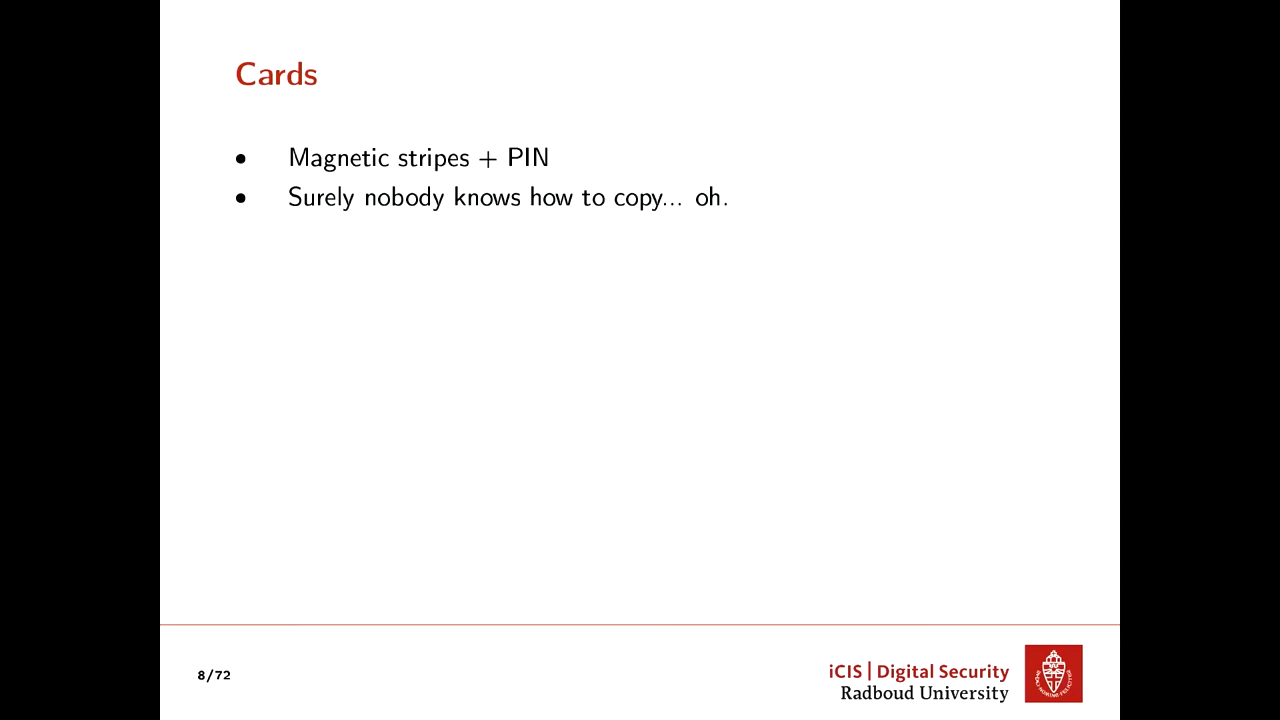 Cards
• Magnetic stripes + PIN
• Surely nobody knows how to copy... oh.
8/72
iCIS | Digital Security
Radboud University